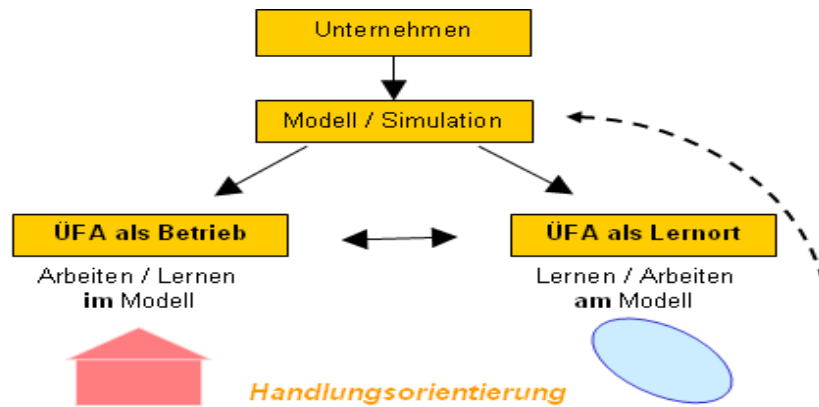 Unternehmen
Modell / Simulation
ÜFA als Betrieb
Arbeiten / Lernen
im Modell
ÜFA als Lernort
Lernen / Arbeiten
am Modell
Handlungsorientierung